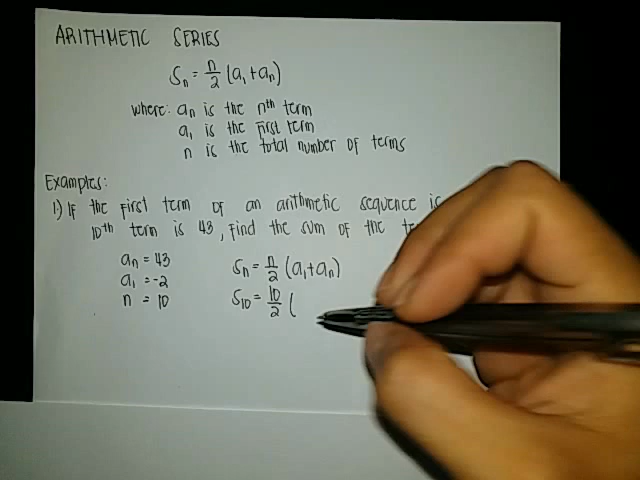 ARITHMETIC SERIES
Sn = n/2 (a1 + an)
where: an is the nth term
a1 is the first term
n is the total number of terms
Examples:
1) If the first term of an arithmetic sequence is
10th term is 43, find the sum of the
an = 43 Sn = n/2 (a1 + an)
a1 = -2 S10 = 10/2 (
n = 10